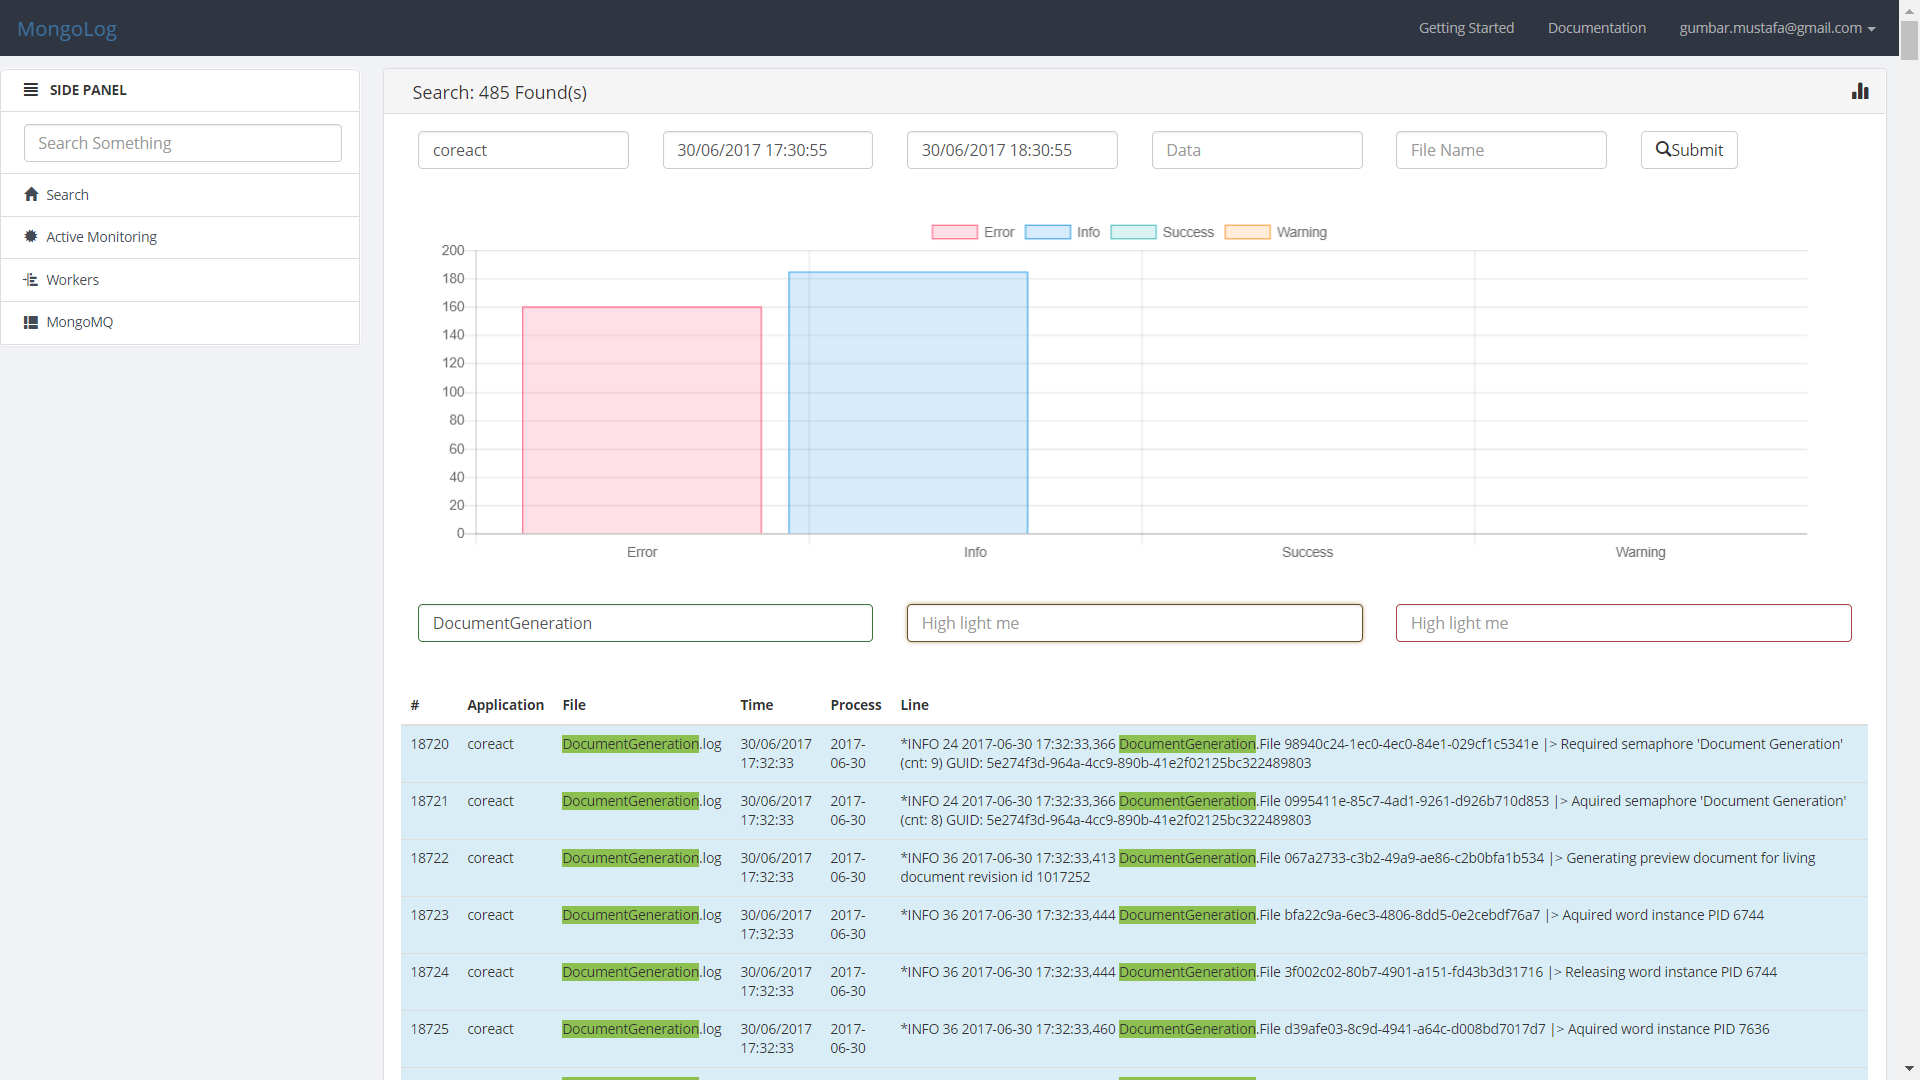 MongoLog
Getting Started Documentation gumbar.mustafa@gmail.com
SIDE PANEL
Search Something
Search
Active Monitoring
Workers
MongoMQ
Search: 485 Found(s)
coreact 30/06/2017 17:30:55 30/06/2017 18:30:55 Data File Name Submit
Error Info Success Warning
200
180
160
140
120
100
80
60
40
20
0
Error Info Success Warning
DocumentGeneration High light me High light me
# Application File Time Process Line
18720 coreact DocumentGeneration.log 30/06/2017 2017- *INFO 24 2017-06-30 17:32:33,366 DocumentGeneration.File 98940c24-1ec0-4ec0-84e1-029cf1c5341e |> Required semaphore 'Document Generation'
17:32:33 06-30 (cnt: 9) GUID: 5e274f3d-964a-4cc9-890b-41e2f02125bc322489803
18721 coreact DocumentGeneration.log 30/06/2017 2017- *INFO 24 2017-06-30 17:32:33,366 DocumentGeneration.File 0995411e-85c7-4ad1-9261-d926b710d853 |> Aquired semaphore 'Document Generation'
17:32:33 06-30 (cnt: 8) GUID: 5e274f3d-964a-4cc9-890b-41e2f02125bc322489803
18722 coreact DocumentGeneration.log 30/06/2017 2017- *INFO 36 2017-06-30 17:32:33,413 DocumentGeneration.File 067a2733-c3b2-49a9-ae86-c2b0bfa1b534 |> Generating preview document for living
17:32:33 06-30 document revision id 1017252
18723 coreact DocumentGeneration.log 30/06/2017 2017- *INFO 36 2017-06-30 17:32:33,444 DocumentGeneration.File bfa22c9a-6ec3-4806-8dd5-0e2cebdf76a7 |> Aquired word instance PID 6744
17:32:33 06-30
18724 coreact DocumentGeneration.log 30/06/2017 2017- *INFO 36 2017-06-30 17:32:33,444 DocumentGeneration.File 3f002c02-80b7-4901-a151-fd43b3d31716 |> Releasing word instance PID 6744
17:32:33 06-30
18725 coreact DocumentGeneration.log 30/06/2017 2017- *INFO 36 2017-06-30 17:32:33,460 DocumentGeneration.File d39afe03-8c9d-4941-a64c-d008bd7017d7 |> Aquired word instance PID 7636
17:32:33 06-30